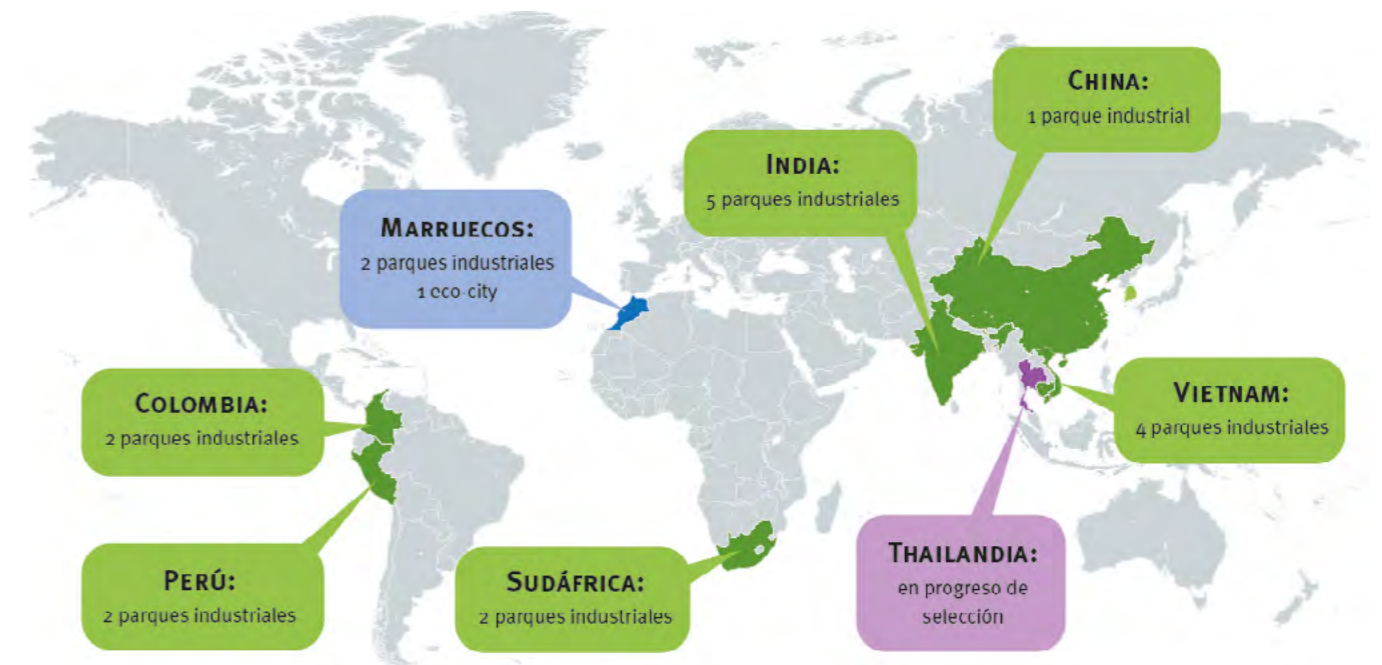 CHINA:
1 parque industrial
INDIA:
5 parques industriales
MARRUECOS:
2 parques industriales
1 eco-city
COLOMBIA:
2 parques industriales
VIETNAM:
4 parques industriales
THAILANDIA:
en progreso de
selección
PERÚ:
2 parques industriales
SUDÁFRICA:
2 parques industriales